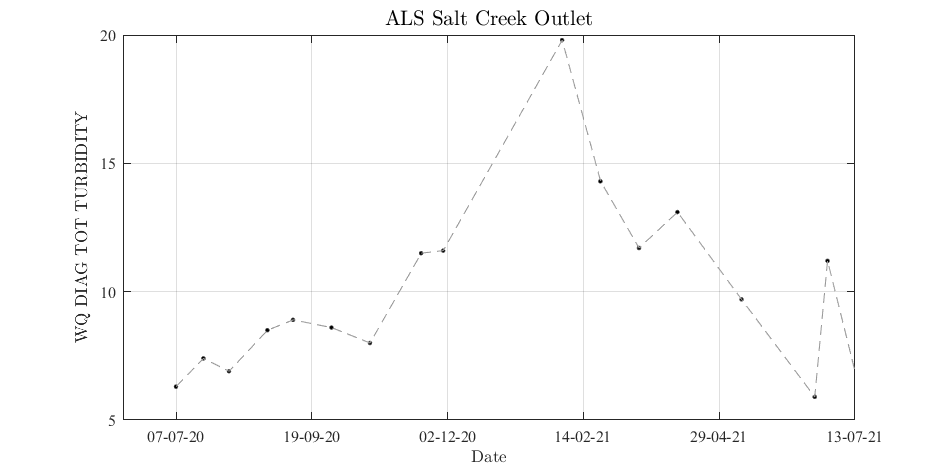 ALS Salt Creek Outlet
WQ DIAG TOT TURBIDITY
20
15
10
5
07-07-20 19-09-20 02-12-20 14-02-21 29-04-21 13-07-21
Date